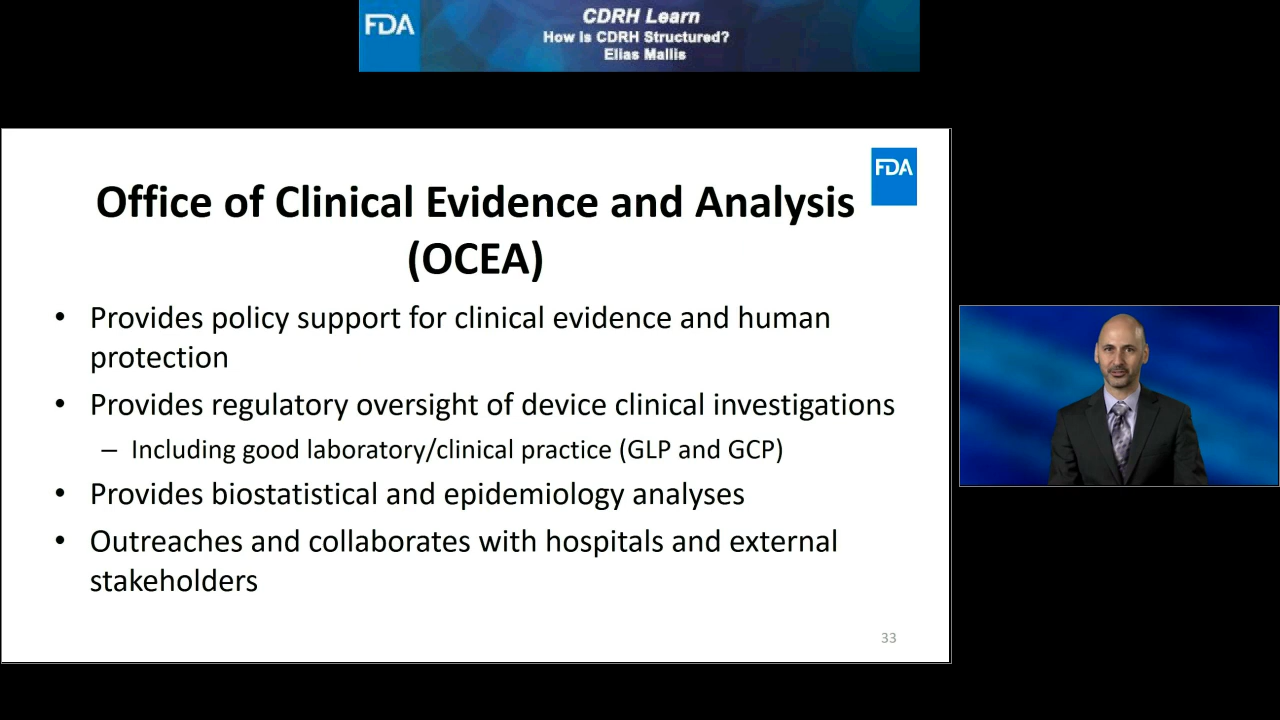 FDA
CDRH Learn
How Is CDRH Structured?
Elias Mallis
FDA
Office of Clinical Evidence and Analysis
(OCEA)
• Provides policy support for clinical evidence and human
protection
• Provides regulatory oversight of device clinical investigations
– Including good laboratory/clinical practice (GLP and GCP)
• Provides biostatistical and epidemiology analyses
• Outreaches and collaborates with hospitals and external
stakeholders
33